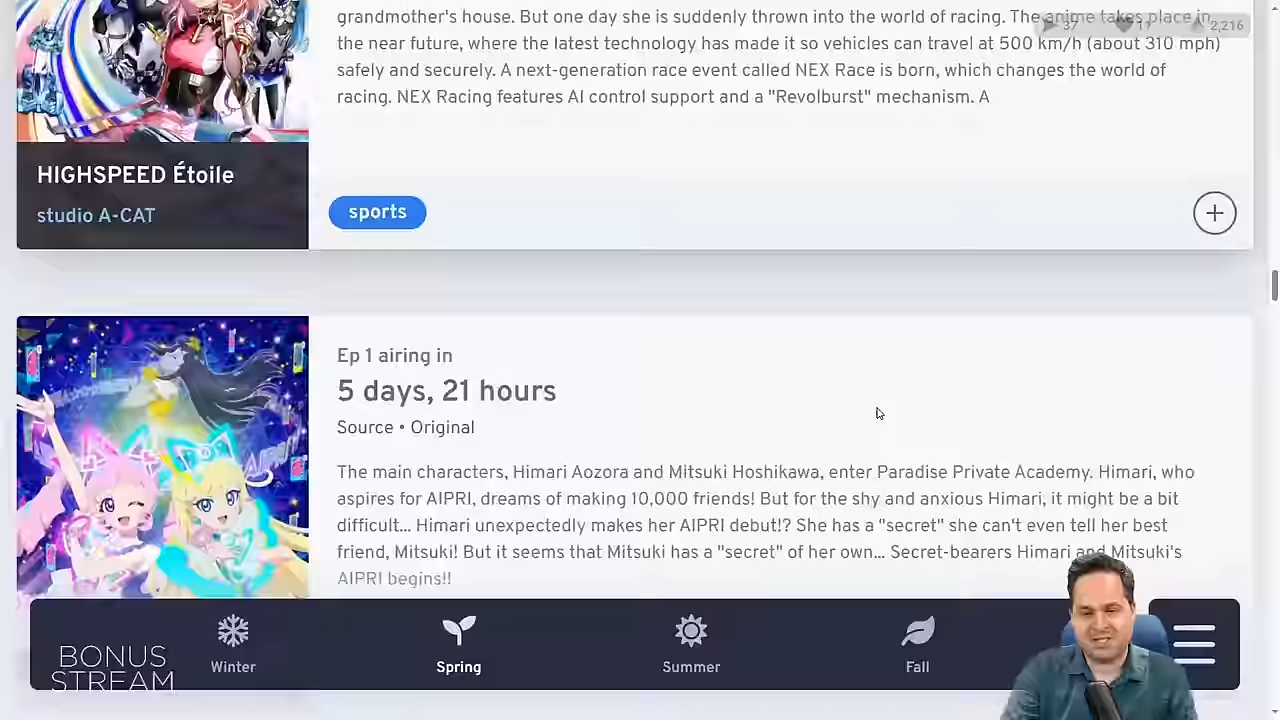 grandmother's house. But one day she is suddenly thrown into the world of racing. The anime takes place in
37 17 2,216
the near future, where the latest technology has made it so vehicles can travel at 500 km/h (about 310 mph)
safely and securely. A next-generation race event called NEX Race is born, which changes the world of
racing. NEX Racing features AI control support and a "Revolburst" mechanism. A
HIGHSPEED Étoile
studio A-CAT
sports
Ep 1 airing in
5 days, 21 hours
Source • Original
The main characters, Himari Aozora and Mitsuki Hoshikawa, enter Paradise Private Academy. Himari, who
aspires for AIPRI, dreams of making 10,000 friends! But for the shy and anxious Himari, it might be a bit
difficult... Himari unexpectedly makes her AIPRI debut!? She has a "secret" she can't even tell her best
friend, Mitsuki! But it seems that Mitsuki has a "secret" of her own... Secret-bearers Himari and Mitsuki's
AIPRI begins!!
BONUS
STREAM
Winter
Spring
Summer
Fall